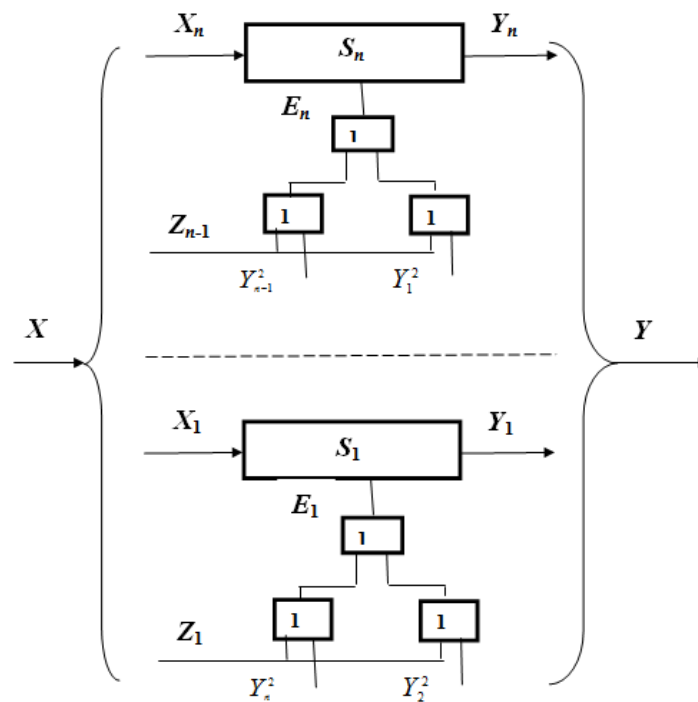 Xn Sn Yn
En
1
1 1
Zn-1
Y²n-1 Y²1
X Y
X1 S1 Y1
E1
1
1 1
Z1
Y²n Y²2